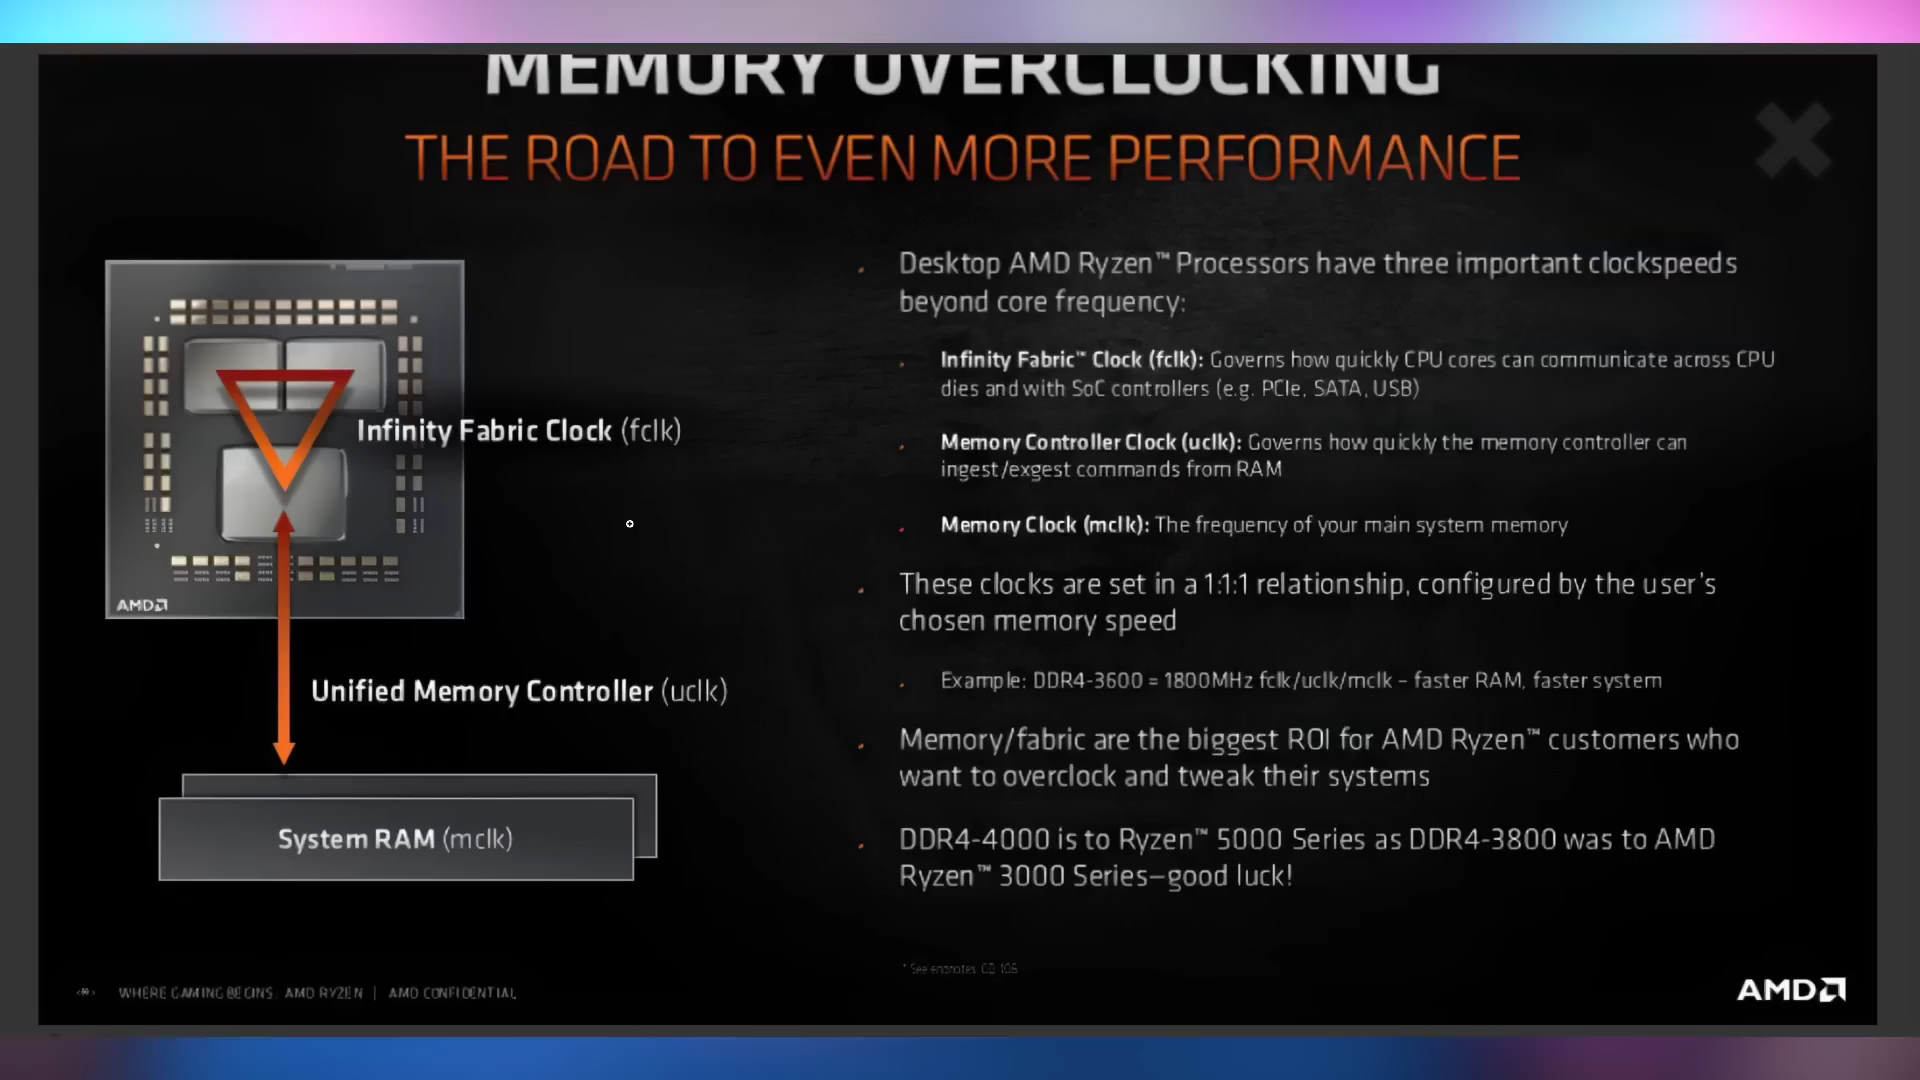 MEMORY OVERCLOCKING
THE ROAD TO EVEN MORE PERFORMANCE
Infinity Fabric Clock (fclk)
AMD
Unified Memory Controller (uclk)
System RAM (mclk)
Desktop AMD Ryzen™ Processors have three important clockspeeds
beyond core frequency:
Infinity Fabric™ Clock (fclk): Governs how quickly CPU cores can communicate across CPU
dies and with SoC controllers (e.g. PCIe, SATA, USB)
Memory Controller Clock (uclk): Governs how quickly the memory controller can
ingest/exgest commands from RAM
Memory Clock (mclk): The frequency of your main system memory
These clocks are set in a 1:1:1 relationship, configured by the user's
chosen memory speed
Example: DDR4-3600 = 1800MHz fclk/uclk/mclk – faster RAM, faster system
Memory/fabric are the biggest ROI for AMD Ryzen™ customers who
want to overclock and tweak their systems
DDR4-4000 is to Ryzen™ 5000 Series as DDR4-3800 was to AMD
Ryzen™ 3000 Series—good luck!
* See endnotes
WHERE GAMING BEGINS: AMD RYZEN | AMD CONFIDENTIAL
AMD